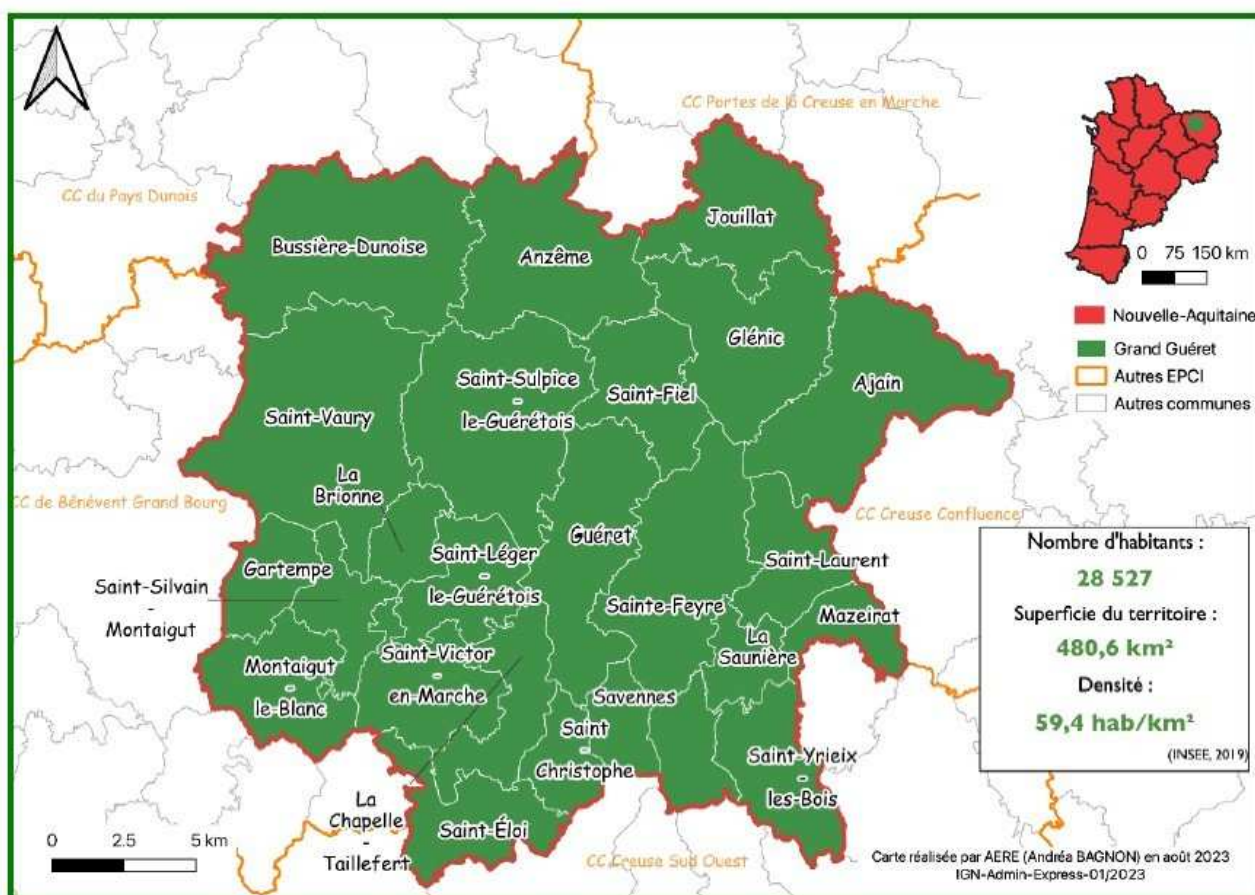 CC Portes de la Creuse en Marche
CC du Pays Dunois
Jouillat
Bussière-Dunoise
Anzême
0 75 150 km
Nouvelle-Aquitaine
Grand Guéret
Autres EPCI
Autres communes
Glénic
Ajain
Saint-Sulpice
-
le-Guérétois
Saint-Fiel
Saint-Vaury
La
Brionne
CC de Bénévent Grand Bourg
CC Creuse Confluence
Guéret
Saint-Léger
-
le-Guérétois
Gartempe
Saint-Laurent
Saint-Silvain
-
Montaigut
Sainte-Feyre
Mazeirat
La
Saunière
Saint-Victor
-
en-Marche
Montaigut
-
le-Blanc
Savennes
Saint
-
Christophe
Saint-Yrieix
-
les-Bois
La
Chapelle
-
Taillefert
Saint-Éloi
CC Creuse Sud Ouest
0 2.5 5 km
Nombre d'habitants :
28 527
Superficie du territoire :
480,6 km²
Densité :
59,4 hab/km²
(INSEE, 2019)
Carte réalisée par AERE (Andréa BAGNON) en août 2023
IGN-Admin-Express-01/2023